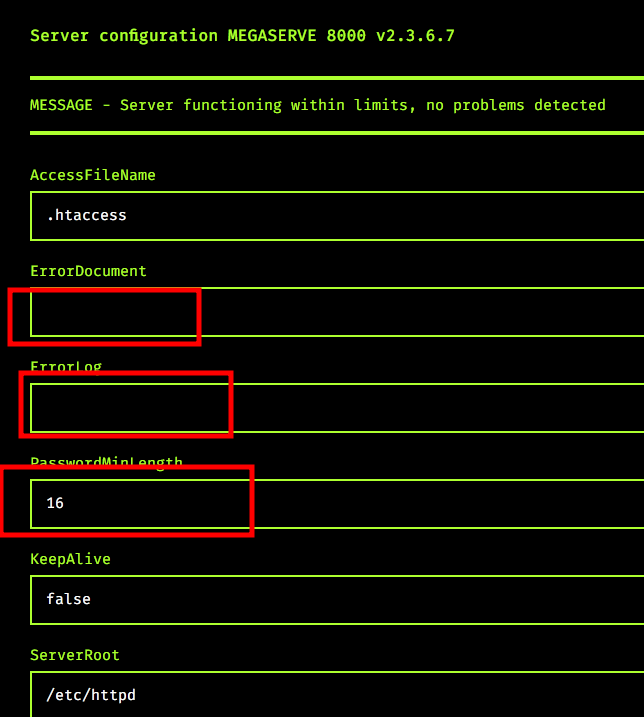 Server configuration MEGASERVE 8000 v2.3.6.7
MESSAGE - Server functioning within limits, no problems detected
AccessFileName
.htaccess
ErrorDocument
ErrorLog
PasswordMinLength
16
KeepAlive
false
ServerRoot
/etc/httpd